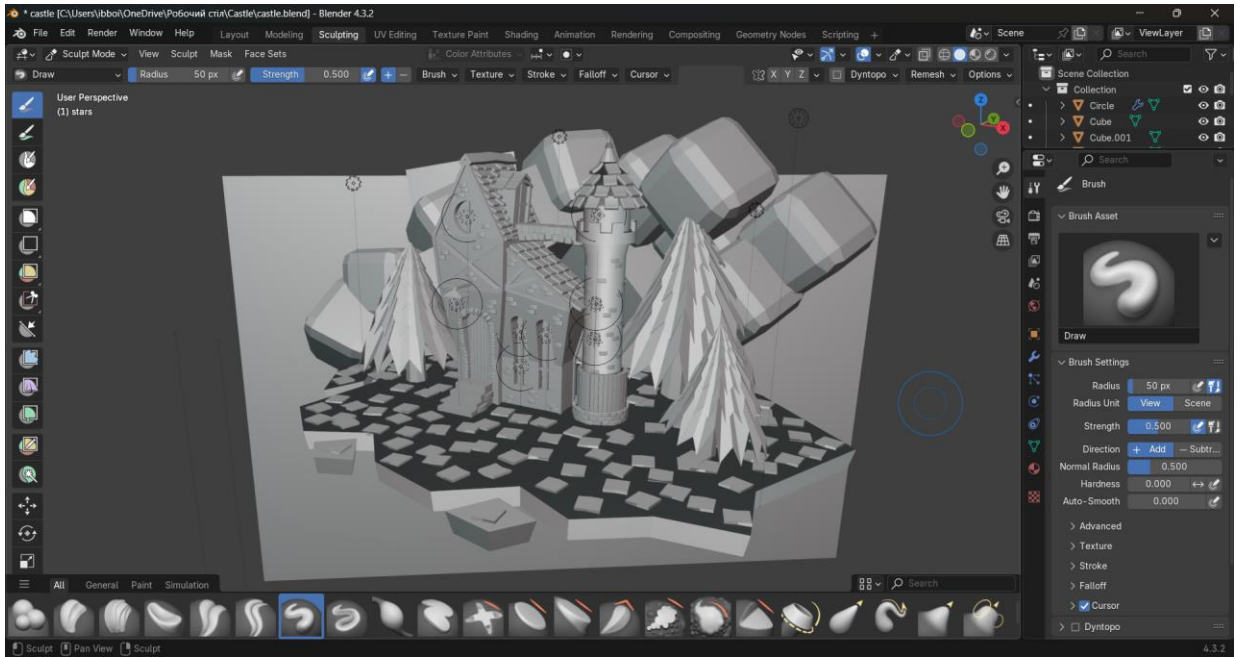 * castle [C:\Users\ibboi\OneDrive\Робочий стіл\Castle\castle.blend] - Blender 4.3.2
File Edit Render Window Help Layout Modeling Sculpting UV Editing Texture Paint Shading Animation Rendering Compositing Geometry Nodes Scripting + Scene ViewLayer
Sculpt Mode View Sculpt Mask Face Sets Color Attributes Search
Draw Radius 50 px Strength 0.500 + − Brush Texture Stroke Falloff Cursor X Y Z Dyntopo Remesh Options
User Perspective
(1) stars
Z
Y
X
Scene Collection
Collection
Circle
Cube
Cube.001
Search
Brush
Brush Asset
Draw
Brush Settings
Radius 50 px
Radius Unit View Scene
Strength 0.500
Direction + Add − Subtr...
Normal Radius 0.500
Hardness 0.000
Auto-Smooth 0.000
Advanced
Texture
Stroke
Falloff
Cursor
Dyntopo
All General Paint Simulation Search
Sculpt Pan View Sculpt 4.3.2